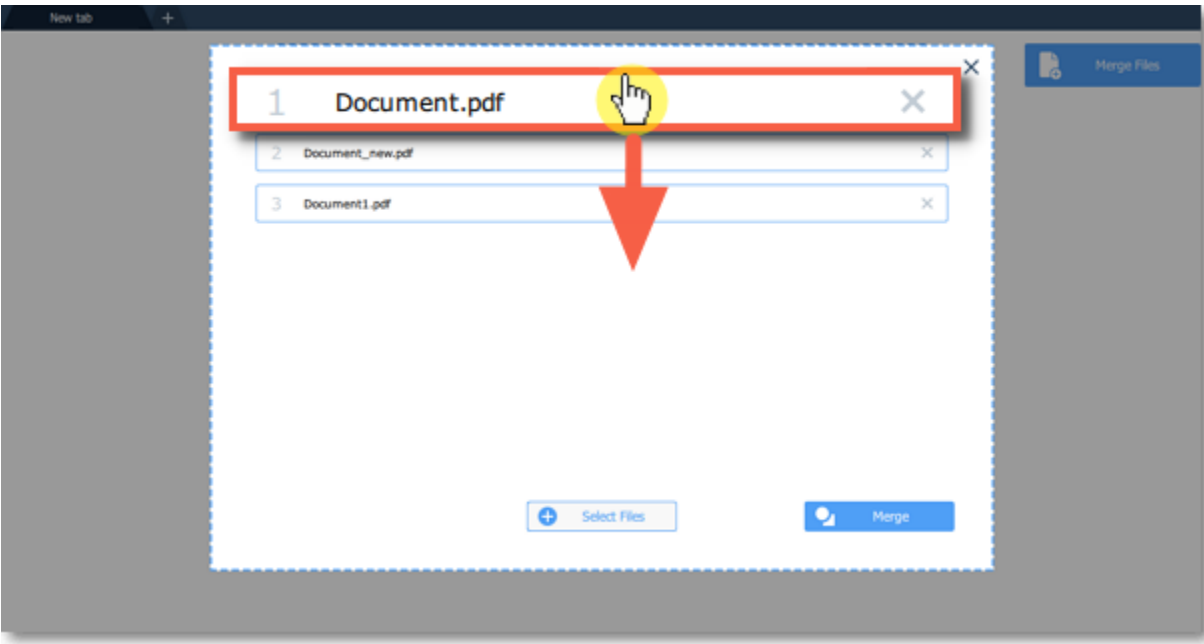 New tab +
Merge Files
1 Document.pdf
2 Document_new.pdf
3 Document1.pdf
Select Files
Merge